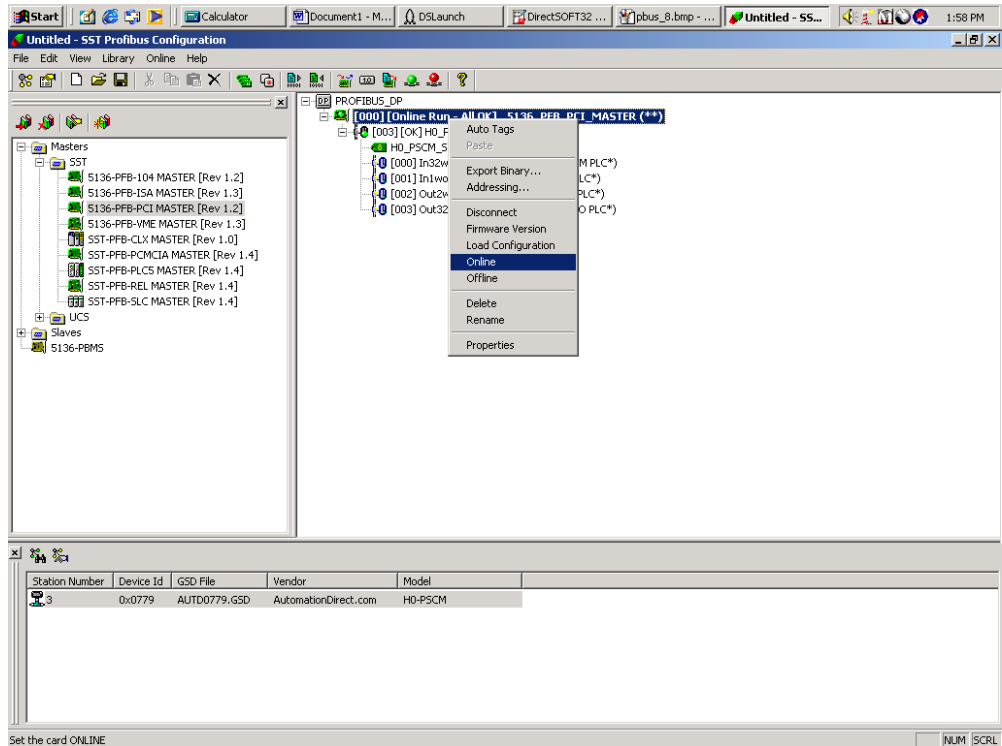 Start Calculator Document1 - M... DSLaunch DirectSOFT32 ... pbus_8.bmp - ... Untitled - SS... 1:58 PM
Untitled - SST Profibus Configuration
File Edit View Library Online Help
PROFIBUS_DP
[000] [Online Run - All OK] 5136_PFB_PCI_MASTER (**)
[003] [OK] H0_P
H0_PSCM_S
[000] In32w M PLC*)
[001] In1wo LC*)
[002] Out2w PLC*)
[003] Out32 O PLC*)
Auto Tags
Paste
Export Binary...
Addressing...
Disconnect
Firmware Version
Load Configuration
Online
Offline
Delete
Rename
Properties
Masters
SST
5136-PFB-104 MASTER [Rev 1.2]
5136-PFB-ISA MASTER [Rev 1.3]
5136-PFB-PCI MASTER [Rev 1.2]
5136-PFB-VME MASTER [Rev 1.3]
SST-PFB-CLX MASTER [Rev 1.0]
SST-PFB-PCMCIA MASTER [Rev 1.4]
SST-PFB-PLC5 MASTER [Rev 1.4]
SST-PFB-REL MASTER [Rev 1.4]
SST-PFB-SLC MASTER [Rev 1.4]
UCS
Slaves
5136-PBMS
Station Number Device Id GSD File Vendor Model
3 0x0779 AUTD0779.GSD AutomationDirect.com H0-PSCM
Set the card ONLINE NUM SCRL